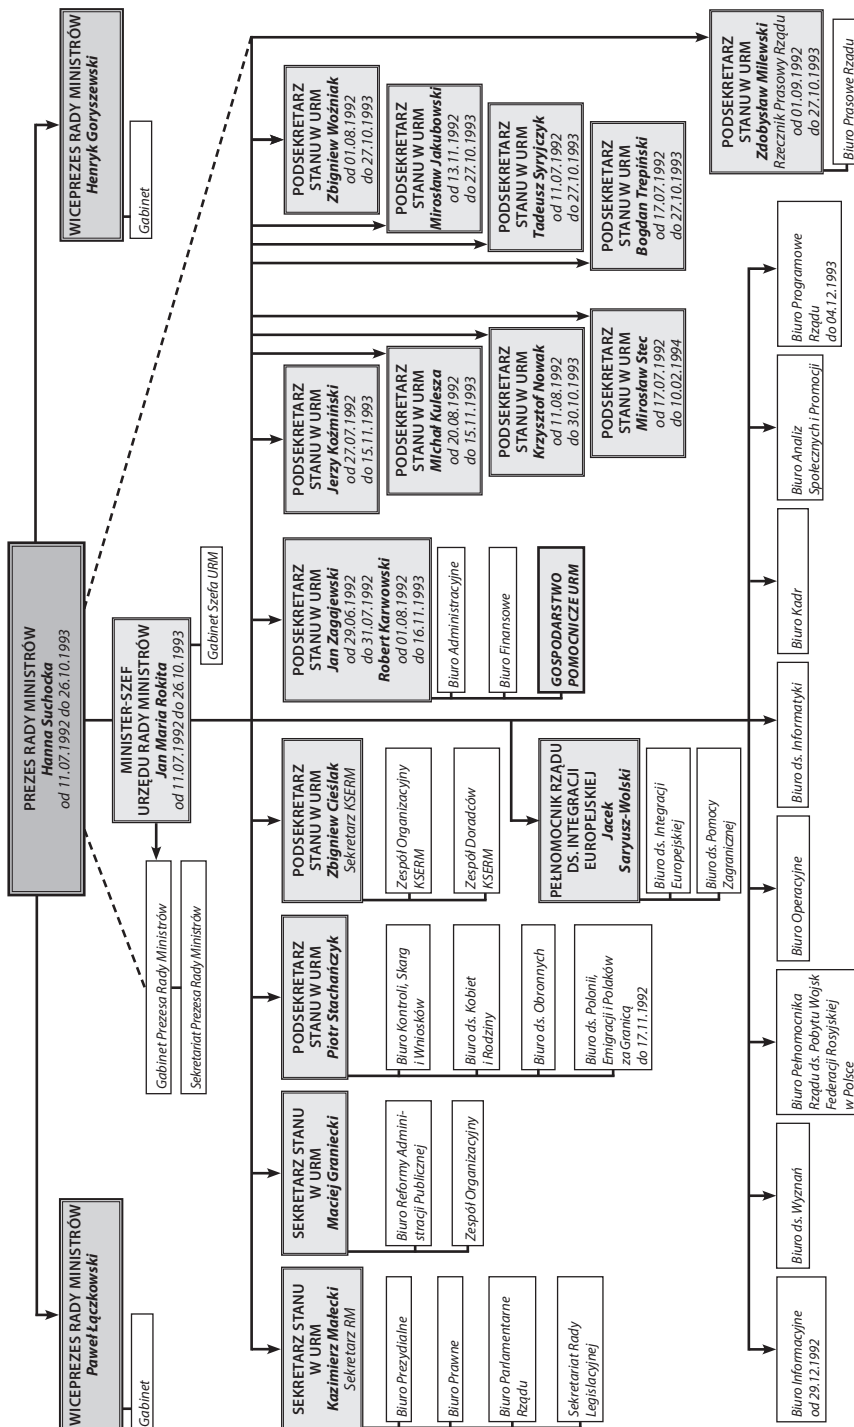 PREZES RADY MINISTRÓW
Hanna Suchocka
od 11.07.1992 do 26.10.1993
WICEPREZES RADY MINISTRÓW
Paweł Łączkowski
Gabinet
WICEPREZES RADY MINISTRÓW
Henryk Goryszewski
Gabinet
MINISTER-SZEF
URZĘDU RADY MINISTRÓW
Jan Maria Rokita
od 11.07.1992 do 26.10.1993
Gabinet Szefa URM
Gabinet Prezesa Rady Ministrów
Sekretariat Prezesa Rady Ministrów
SEKRETARZ STANU
W URM
Kazimierz Małecki
Sekretarz RM
Biuro Prezydialne
Biuro Prawne
Biuro Parlamentarne
Rządu
Sekretariat Rady
Legislacyjnej
SEKRETARZ STANU
W URM
Maciej Graniecki
Biuro Reformy Admini-
stracji Publicznej
Zespół Organizacyjny
PODSEKRETARZ
STANU W URM
Piotr Stachańczyk
Biuro Kontroli, Skarg
i Wniosków
Biuro ds. Kobiet
i Rodziny
Biuro ds. Obronnych
Biuro ds. Polonii,
Emigracji i Polaków
za Granicą
do 17.11.1992
PODSEKRETARZ
STANU W URM
Zbigniew Cieślak
Sekretarz KSERM
Zespół Organizacyjny
KSERM
Zespół Doradców
KSERM
PEŁNOMOCNIK RZĄDU
DS. INTEGRACJI
EUROPEJSKIEJ
Jacek
Saryusz-Wolski
Biuro ds. Integracji
Europejskiej
Biuro ds. Pomocy
Zagranicznej
PODSEKRETARZ
STANU W URM
Jan Zagajewski
od 29.06.1992
do 31.07.1992
Robert Karwowski
od 01.08.1992
do 16.11.1993
Biuro Administracyjne
Biuro Finansowe
GOSPODARSTWO
POMOCNICZE URM
PODSEKRETARZ
STANU W URM
Jerzy Koźmiński
od 27.07.1992
do 15.11.1993
PODSEKRETARZ
STANU W URM
Michał Kulesza
od 20.08.1992
do 15.11.1993
PODSEKRETARZ
STANU W URM
Krzysztof Nowak
od 11.08.1992
do 30.10.1993
PODSEKRETARZ
STANU W URM
Mirosław Stec
od 17.07.1992
do 10.02.1994
PODSEKRETARZ
STANU W URM
Zbigniew Woźniak
od 01.08.1992
do 27.10.1993
PODSEKRETARZ
STANU W URM
Mirosław Jakubowski
od 13.11.1992
do 27.10.1993
PODSEKRETARZ
STANU W URM
Tadeusz Syryjczyk
od 11.07.1992
do 27.10.1993
PODSEKRETARZ
STANU W URM
Bogdan Trepiński
od 17.07.1992
do 27.10.1993
PODSEKRETARZ
STANU W URM
Zdobysław Milewski
Rzecznik Prasowy Rządu
od 01.09.1992
do 27.10.1993
Biuro Prasowe Rzadu
Biuro Informacyjne
od 29.12.1992
Biuro ds. Wyznań
Biuro Pełnomocnika
Rządu ds. Pobytu Wojsk
Federacji Rosyjskiej
w Polsce
Biuro Operacyjne
Biuro ds. Informatyki
Biuro Kadr
Biuro Analiz
Społecznych i Promocji
Biuro Programowe
Rządu
do 04.12.1993